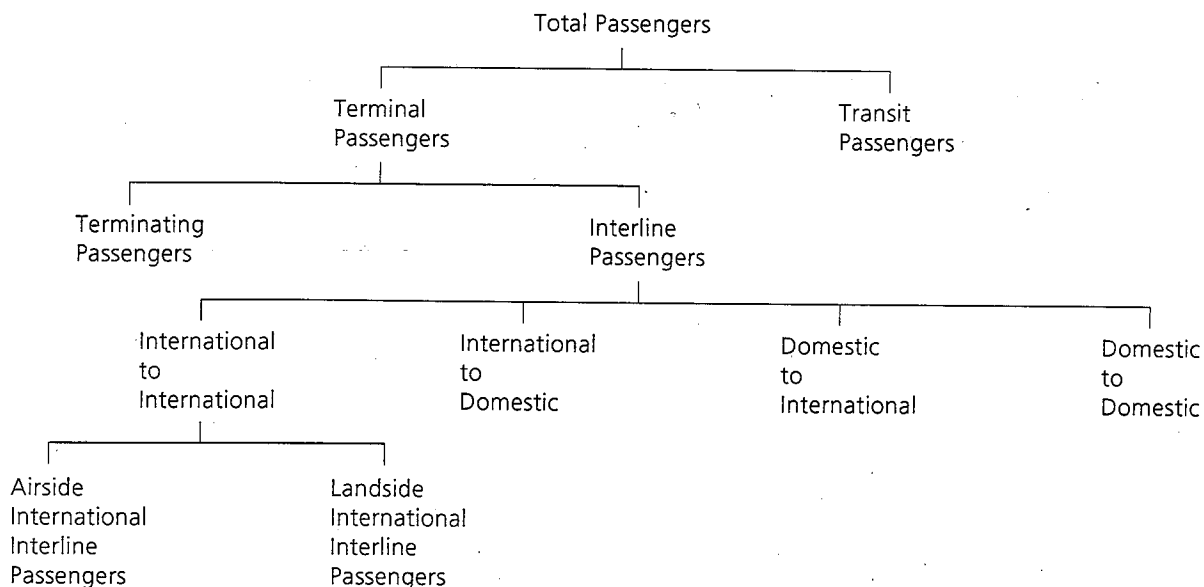 Total Passengers
Terminal
Passengers
Transit
Passengers
Terminating
Passengers
Interline
Passengers
International
to
International
International
to
Domestic
Domestic
to
International
Domestic
to
Domestic
Airside
International
Interline
Passengers
Landside
International
Interline
Passengers